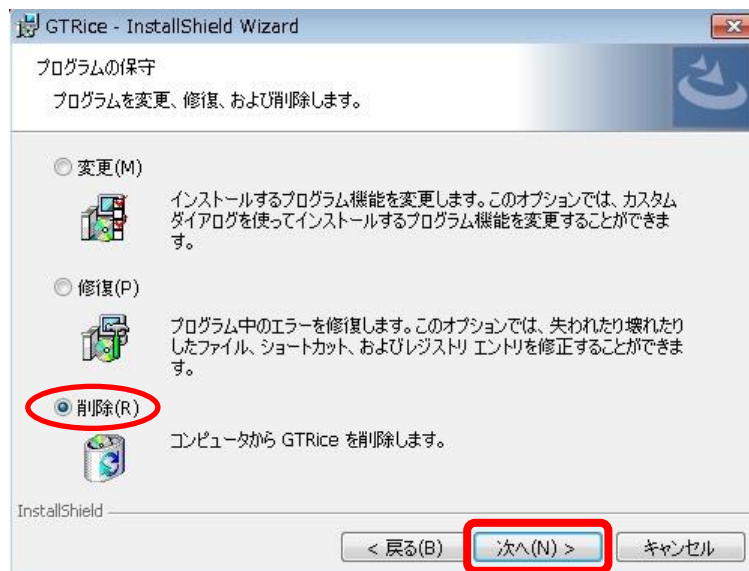 GTRice - InstallShield Wizard
プログラムの保守
プログラムを変更、修復、および削除します。
変更(M)
インストールするプログラム機能を変更します。このオプションでは、カスタム
ダイアログを使ってインストールするプログラム機能を変更することができま
す。
修復(P)
プログラム中のエラーを修復します。このオプションでは、失われたり壊れたり
したファイル、ショートカット、およびレジストリ エントリを修正することができま
す。
削除(R)
コンピュータから GTRice を削除します。
InstallShield
< 戻る(B)
次へ(N) >
キャンセル